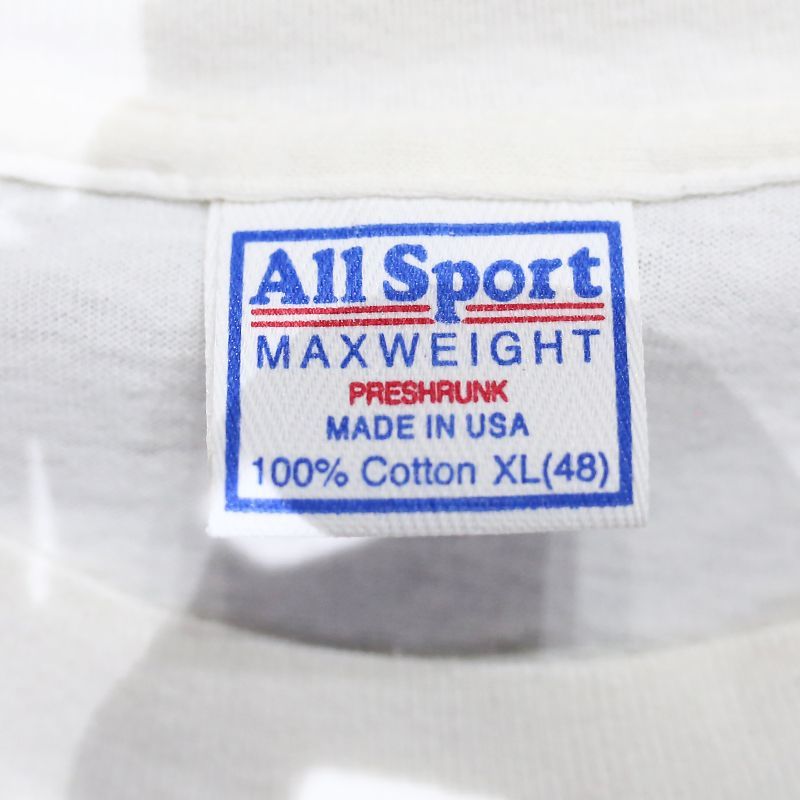 All Sport
MAXWEIGHT
PRESHRUNK
MADE IN USA
100% Cotton XL(48)